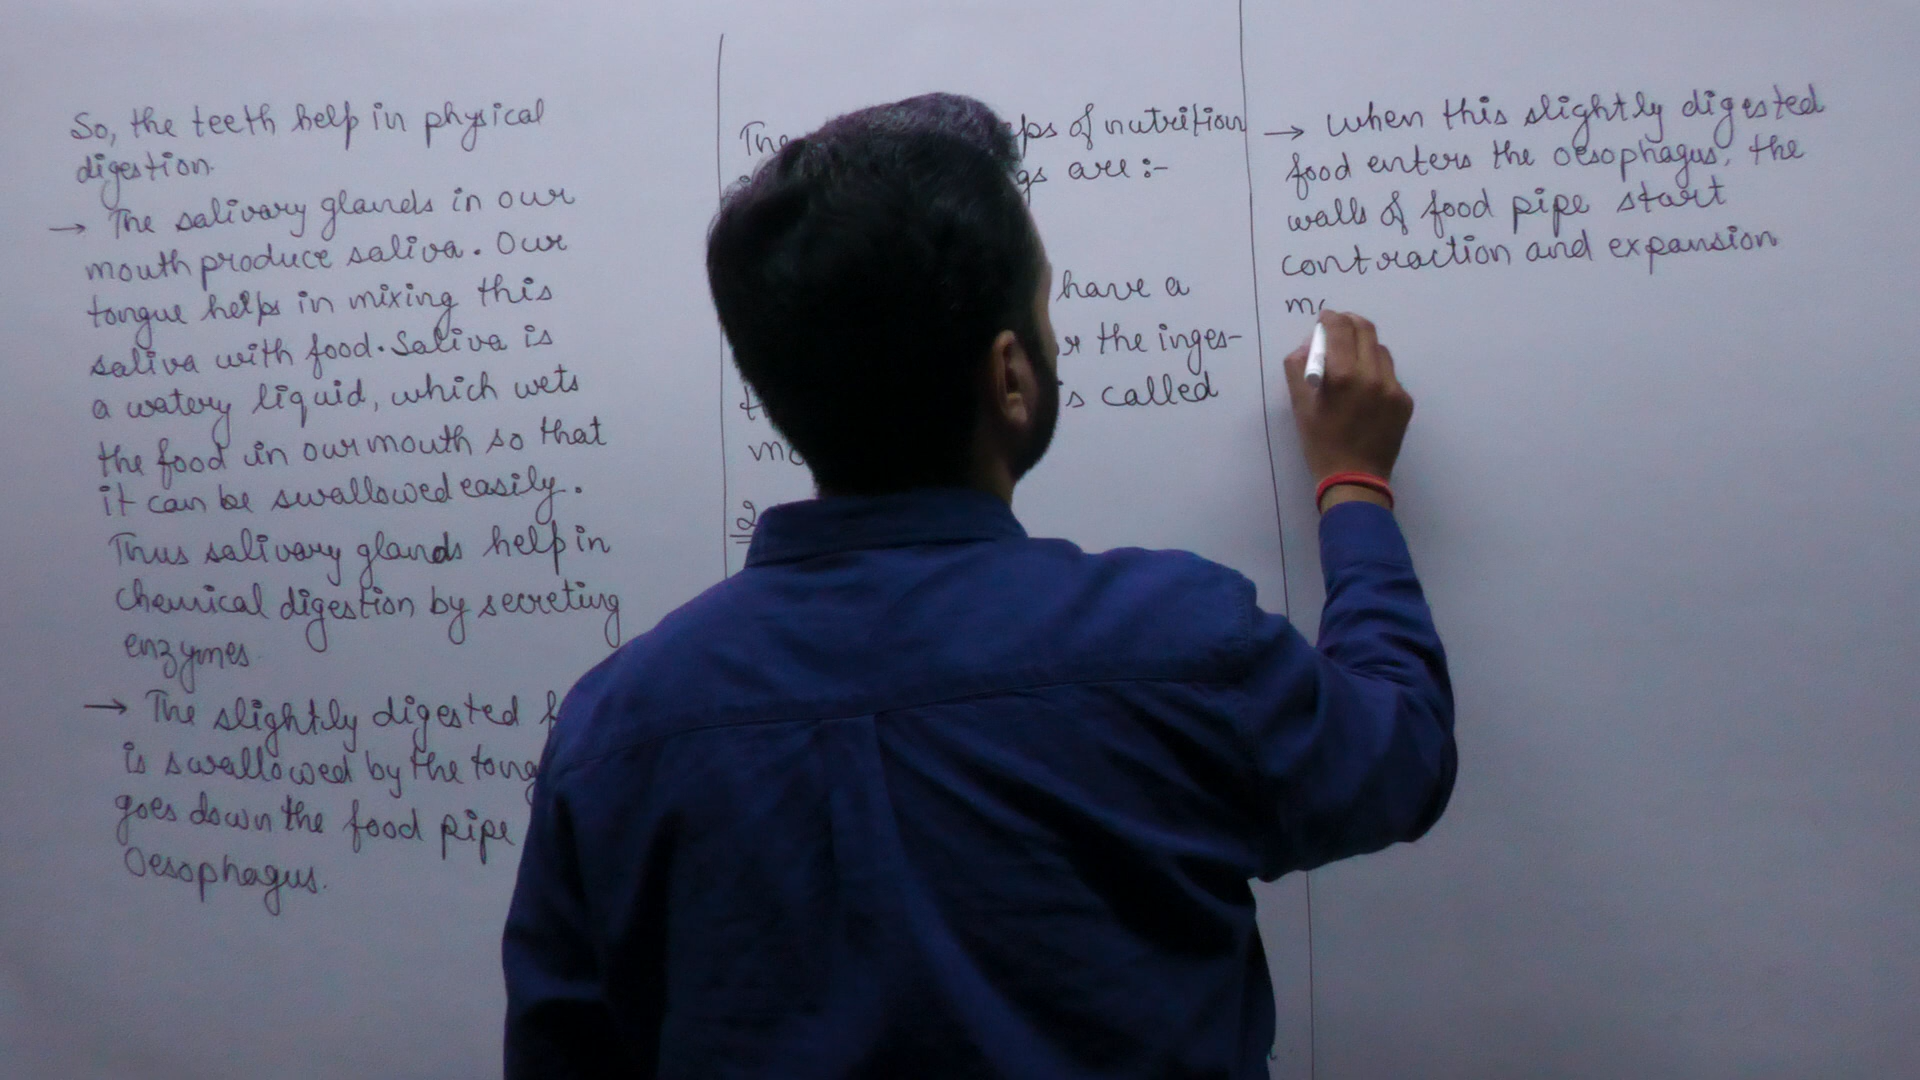 So, the teeth help in physical
digestion.
→ The salivary glands in our
mouth produce saliva. Our
tongue helps in mixing this
saliva with food. Saliva is
a watery liquid, which wets
the food in our mouth so that
it can be swallowed easily.
Thus salivary glands help in
chemical digestion by secreting
enzymes
→ The slightly digested
is swallowed by the
goes down the food pipe
Oesophagus.
The of nutrition
are :-
have a
the inges-
called
2
→ When this slightly digested
food enters the oesophagus, the
walls of food pipe start
contraction and expansion